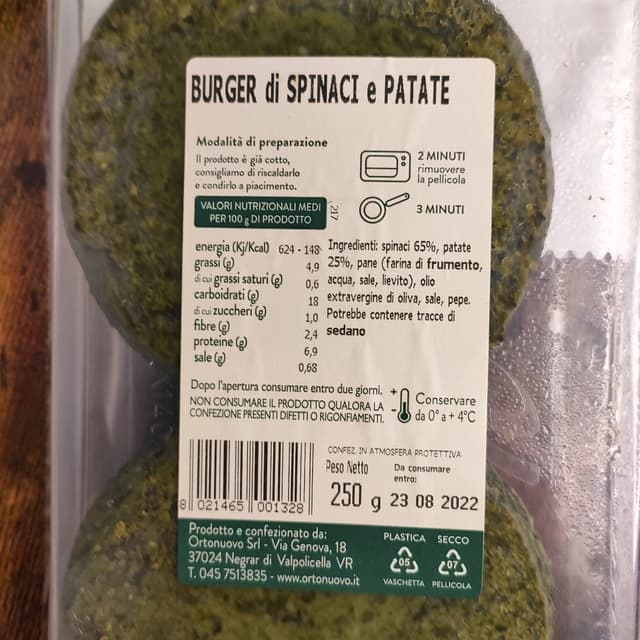 BURGER di SPINACI e PATATE
Modalità di preparazione
Il prodotto è già cotto,
consigliamo di riscaldarlo
e condirlo a piacimento.
2 MINUTI
rimuovere
la pellicola
3 MINUTI
VALORI NUTRIZIONALI MEDI
PER 100 g DI PRODOTTO
217
energia (Kj/Kcal) 624 - 148
grassi (g) 4,9
di cui grassi saturi (g) 0,6
carboidrati (g) 18
di cui zuccheri (g) 1,0
fibre (g) 2,4
proteine (g) 6,9
sale (g) 0,68
Ingredienti: spinaci 65%, patate
25%, pane (farina di frumento,
acqua, sale, lievito), olio
extravergine di oliva, sale, pepe.
Potrebbe contenere tracce di
sedano
Dopo l'apertura consumare entro due giorni.
NON CONSUMARE IL PRODOTTO QUALORA LA
CONFEZIONE PRESENTI DIFETTI O RIGONFIAMENTI.
+
-
Conservare
da 0° a + 4°C
CONFEZ. IN ATMOSFERA PROTETTIVA
Peso Netto
250 g
Da consumare
entro:
23 08 2022
8 021465 001328
Prodotto e confezionato da:
Ortonuovo Srl - Via Genova, 18
37024 Negrar di Valpolicella VR
T. 045 7513835 - www.ortonuovo.it
PLASTICA SECCO
05 07
VASCHETTA PELLICOLA